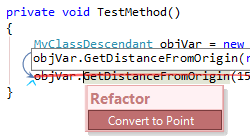 private void TestMethod()
{
MyClassDescendant objVar = new
objVar.GetDistanceFromOrigin(
objVar.GetDistanceFromOrigin(15
}
Refactor
Convert to Point